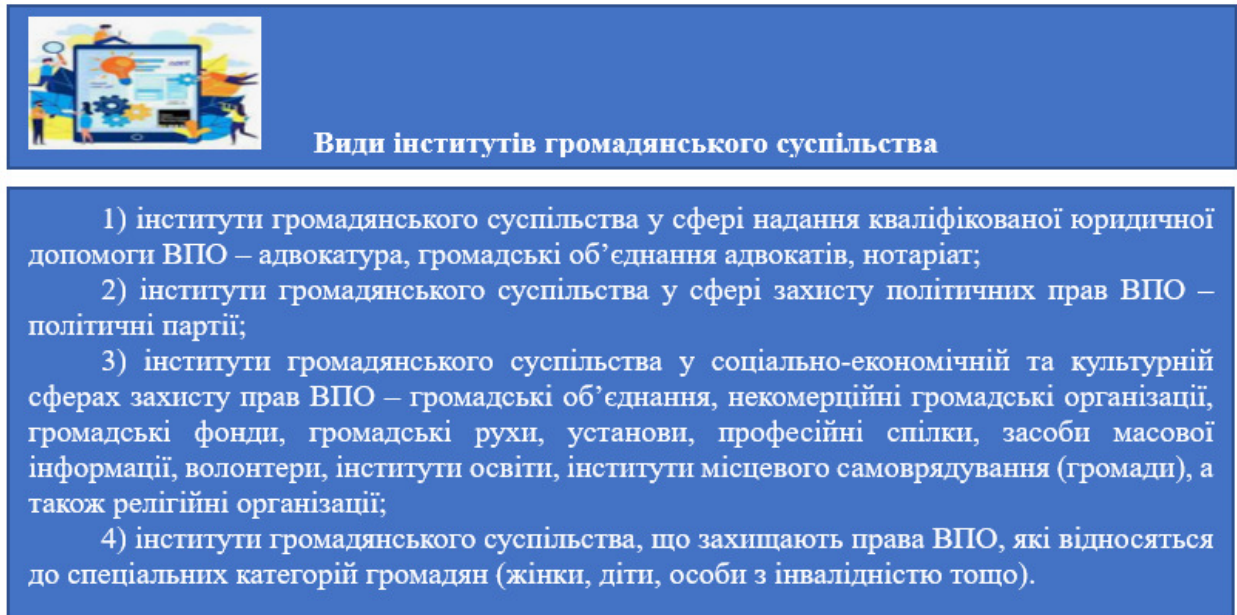 Види інститутів громадянського суспільства
1) інститути громадянського суспільства у сфері надання кваліфікованої юридичної
допомоги ВПО – адвокатура, громадські об’єднання адвокатів, нотаріат;
2) інститути громадянського суспільства у сфері захисту політичних прав ВПО –
політичні партії;
3) інститути громадянського суспільства у соціально-економічній та культурній
сферах захисту прав ВПО – громадські об’єднання, некомерційні громадські організації,
громадські фонди, громадські рухи, установи, професійні спілки, засоби масової
інформації, волонтери, інститути освіти, інститути місцевого самоврядування (громади), а
також релігійні організації;
4) інститути громадянського суспільства, що захищають права ВПО, які відносяться
до спеціальних категорій громадян (жінки, діти, особи з інвалідністю тощо).